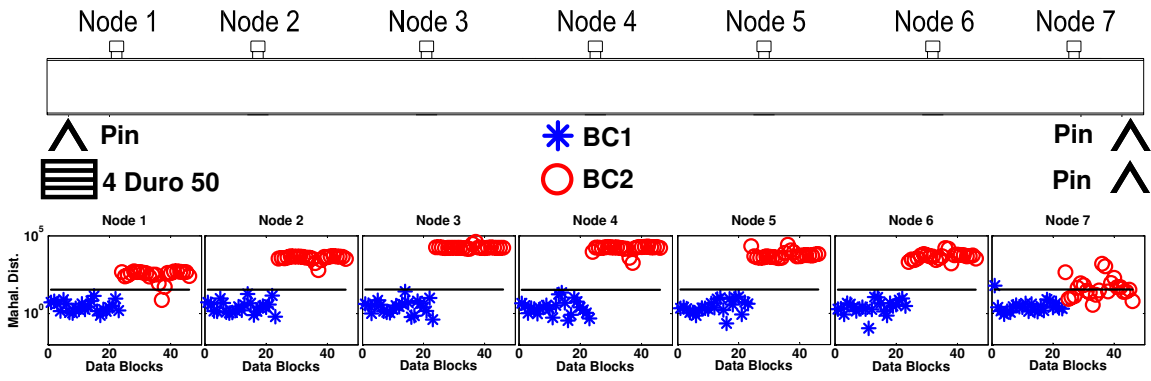 Node 1 Node 2 Node 3 Node 4 Node 5 Node 6 Node 7
Pin BC1 Pin
4 Duro 50 BC2 Pin
Node 1 Node 2 Node 3 Node 4 Node 5 Node 6 Node 7
10^5
Mahal. Dist.
10^0
0 20 40 0 20 40 0 20 40 0 20 40 0 20 40 0 20 40 0 20 40
Data Blocks Data Blocks Data Blocks Data Blocks Data Blocks Data Blocks Data Blocks